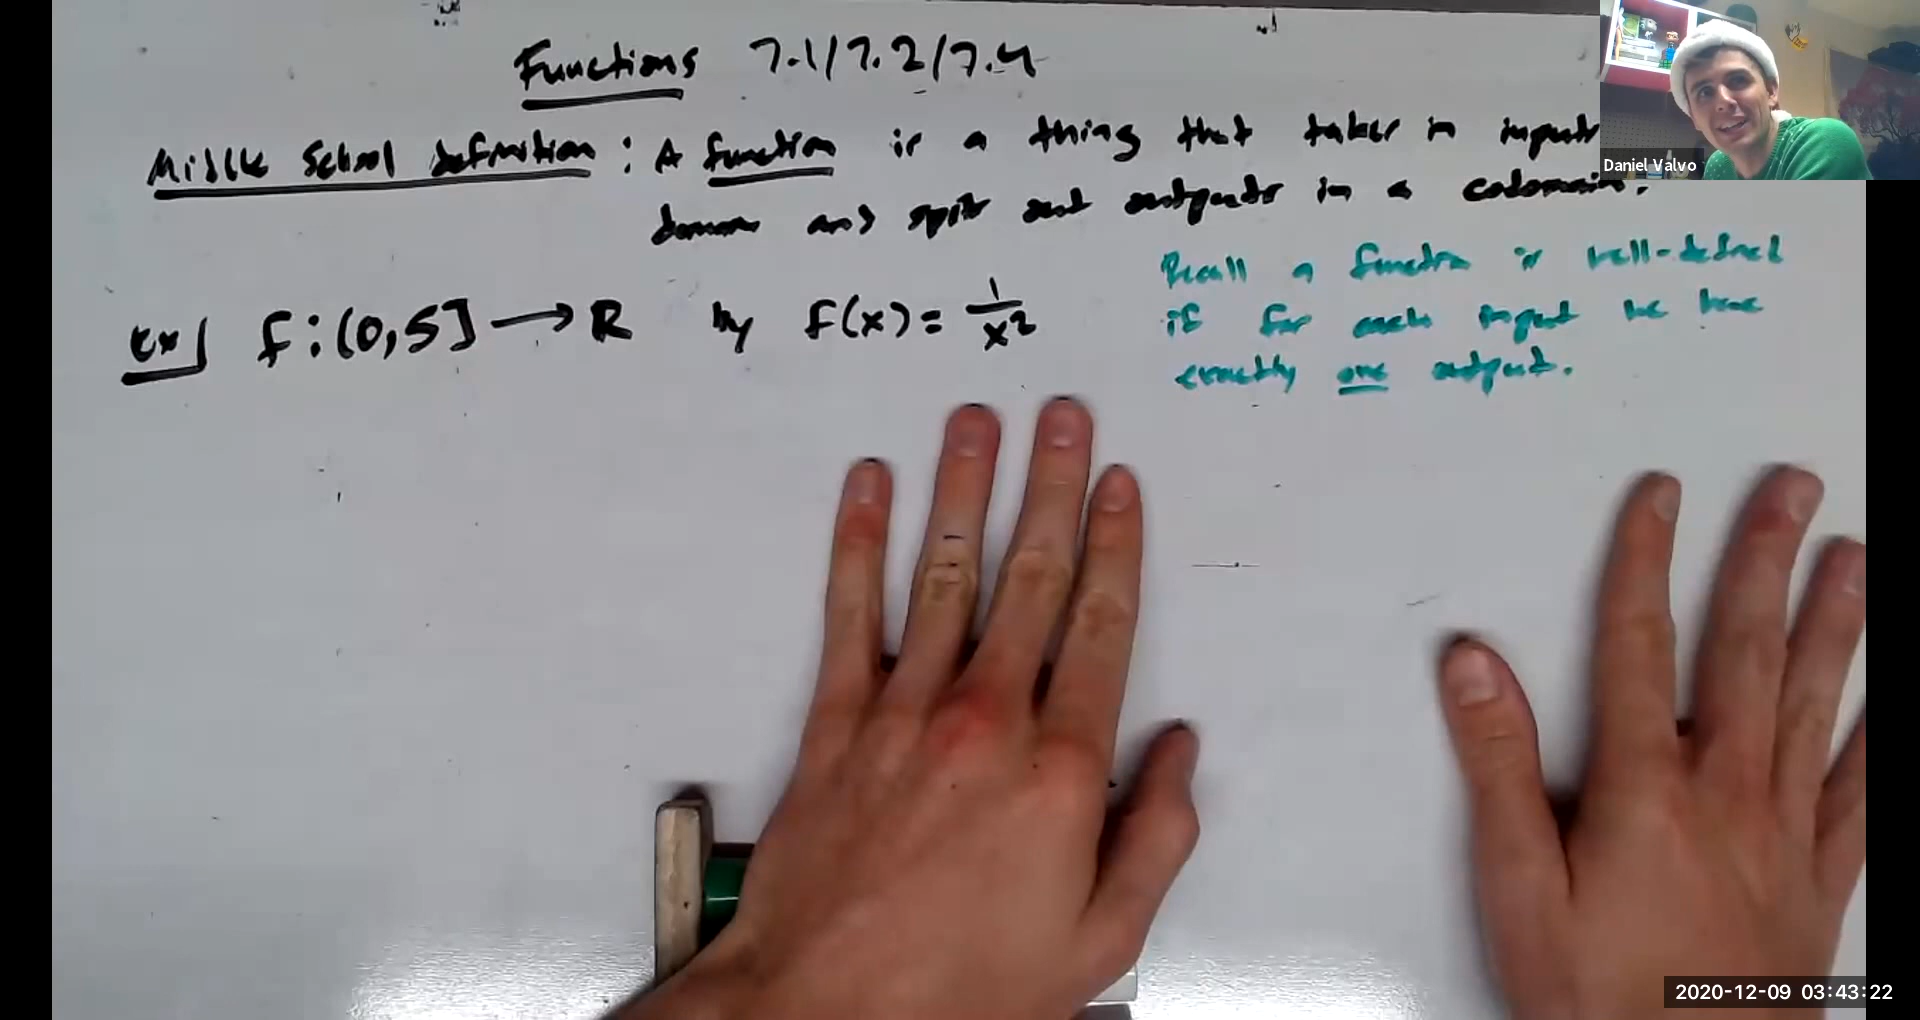 Functions 7.1/7.2/7.4
Middle School definition: A function is a thing that takes in inputs
domain and spits out outputs in a codomain.
Recall a function is well-defined
if for each input we have
exactly one output.
ex] f:(0,5] → R by f(x) = 1/x²
Daniel Valvo
2020-12-09 03:43:22